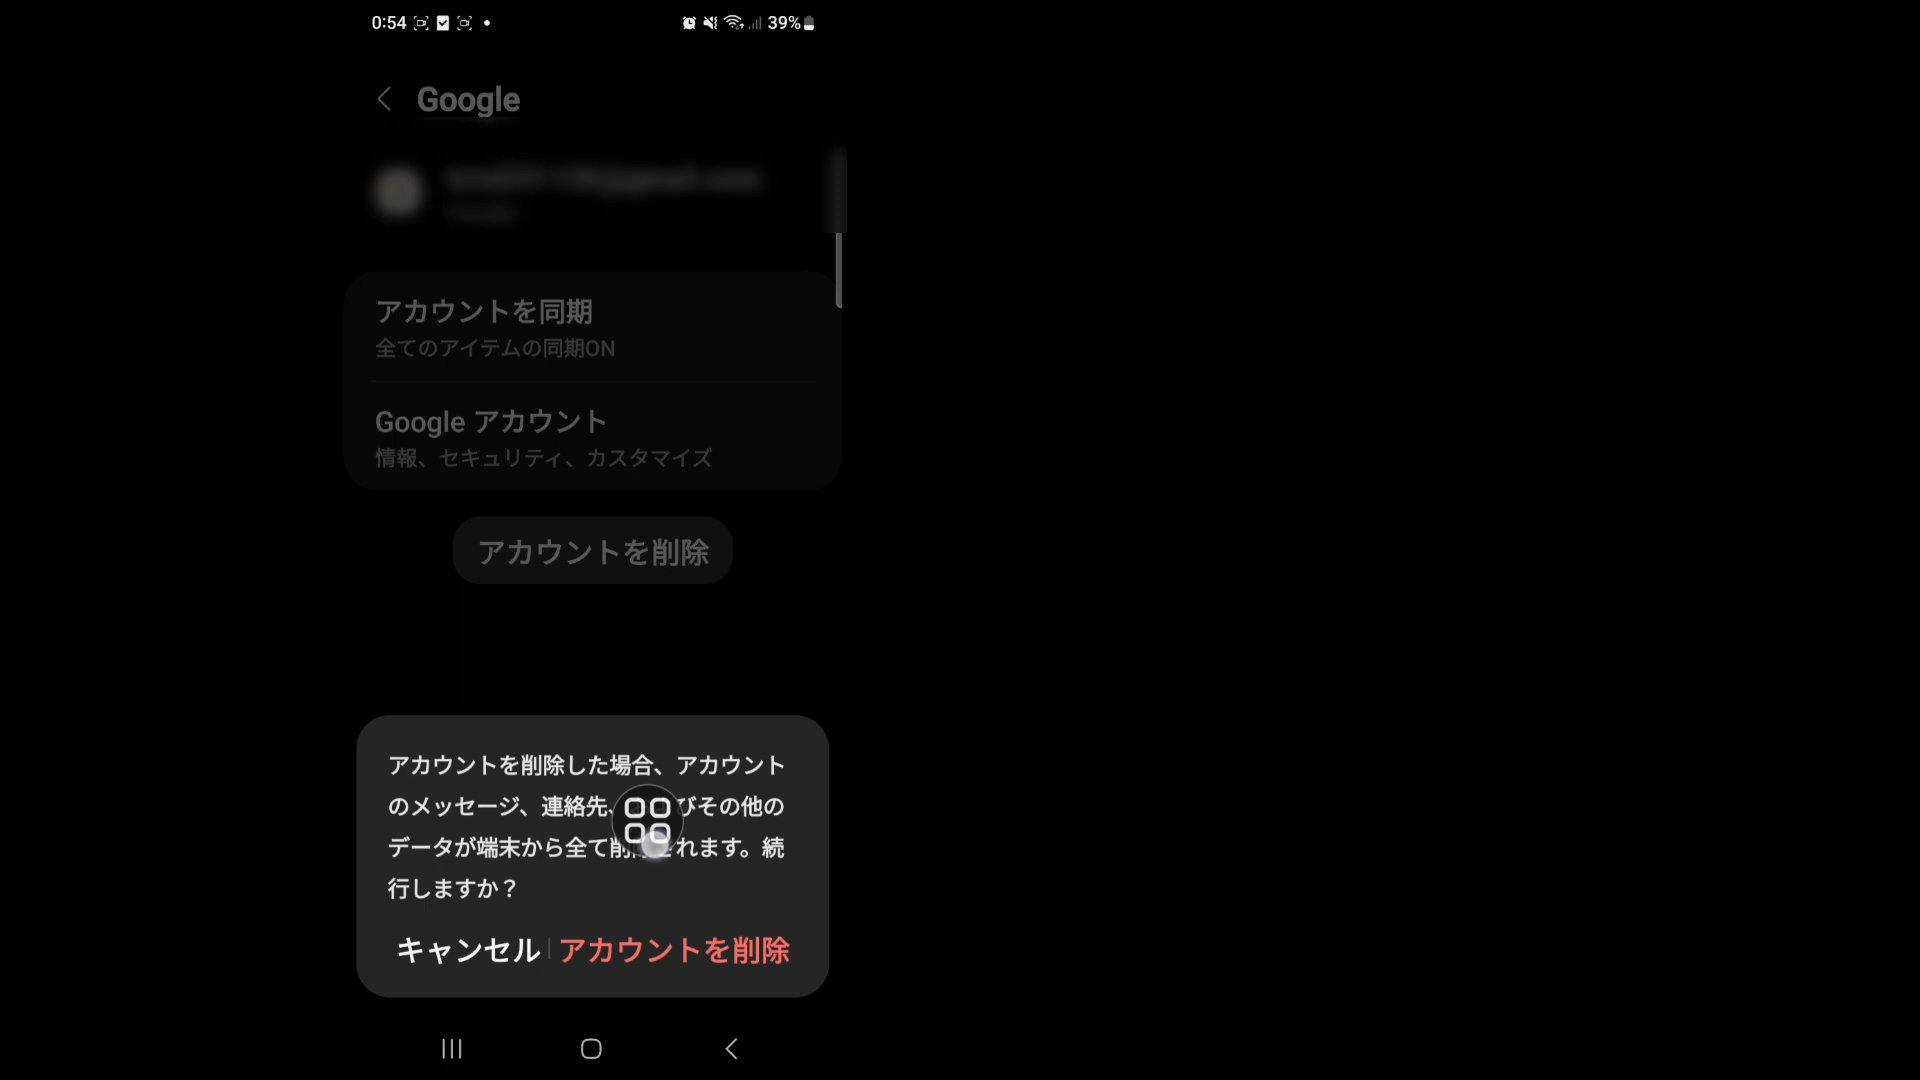 0:54
39%
Google
アカウントを同期
全てのアイテムの同期ON
Google アカウント
情報、セキュリティ、カスタマイズ
アカウントを削除
アカウントを削除した場合、アカウント
のメッセージ、連絡先、びその他の
データが端末から全て削れます。続
行しますか？
キャンセル
アカウントを削除